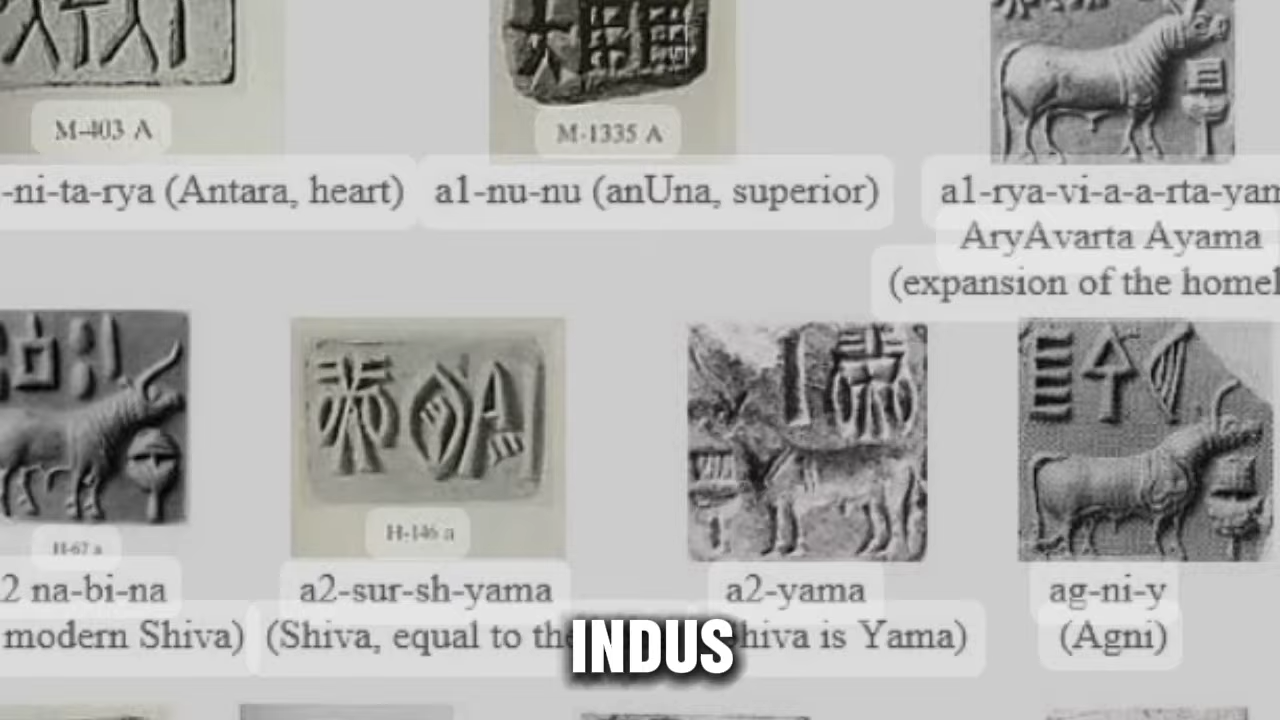 M-403 A
M-1335 A
-ni-ta-rya (Antara, heart)
a1-nu-nu (anUna, superior)
a1-rya-vi-a-a-rta-yam
AryAvarta Ayama
(expansion of the homel
H-67 a
H-146 a
2 na-bi-na
modern Shiva)
a2-sur-sh-yama
(Shiva, equal to the
a2-yama
hiva is Yama)
ag-ni-y
(Agni)
INDUS